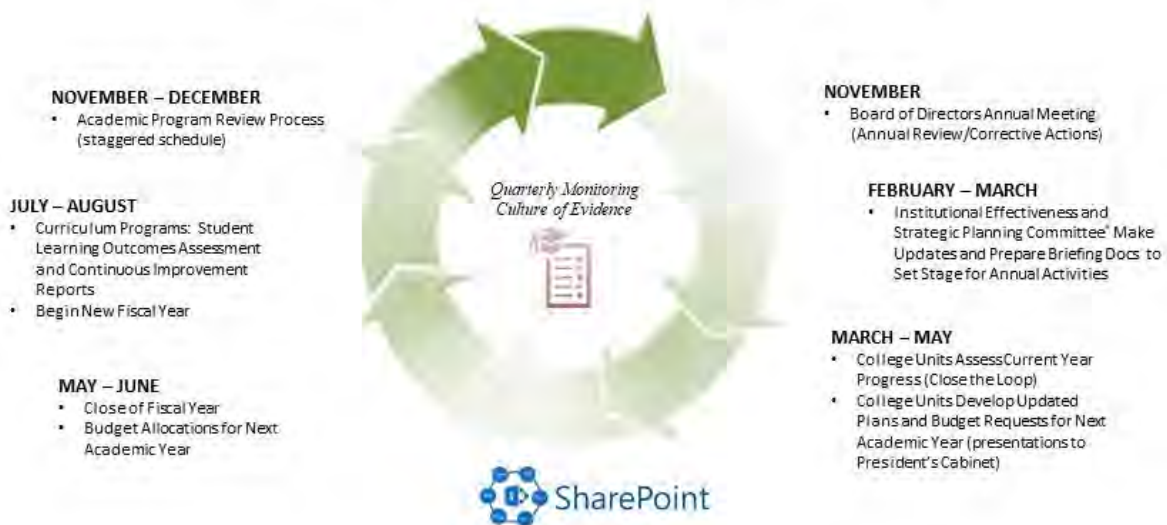 NOVEMBER – DECEMBER
• Academic Program Review Process
(staggered schedule)
JULY – AUGUST
• Curriculum Programs: Student
Learning Outcomes Assessment
and Continuous Improvement
Reports
• Begin New Fiscal Year
MAY – JUNE
• Close of Fiscal Year
• Budget Allocations for Next
Academic Year
Quarterly Monitoring
Culture of Evidence
NOVEMBER
• Board of Directors Annual Meeting
(Annual Review/Corrective Actions)
FEBRUARY – MARCH
• Institutional Effectiveness and
Strategic Planning Committee* Make
Updates and Prepare Briefing Docs to
Set Stage for Annual Activities
MARCH – MAY
• College Units Assess Current Year
Progress (Close the Loop)
• College Units Develop Updated
Plans and Budget Requests for Next
Academic Year (presentations to
President's Cabinet)
SharePoint